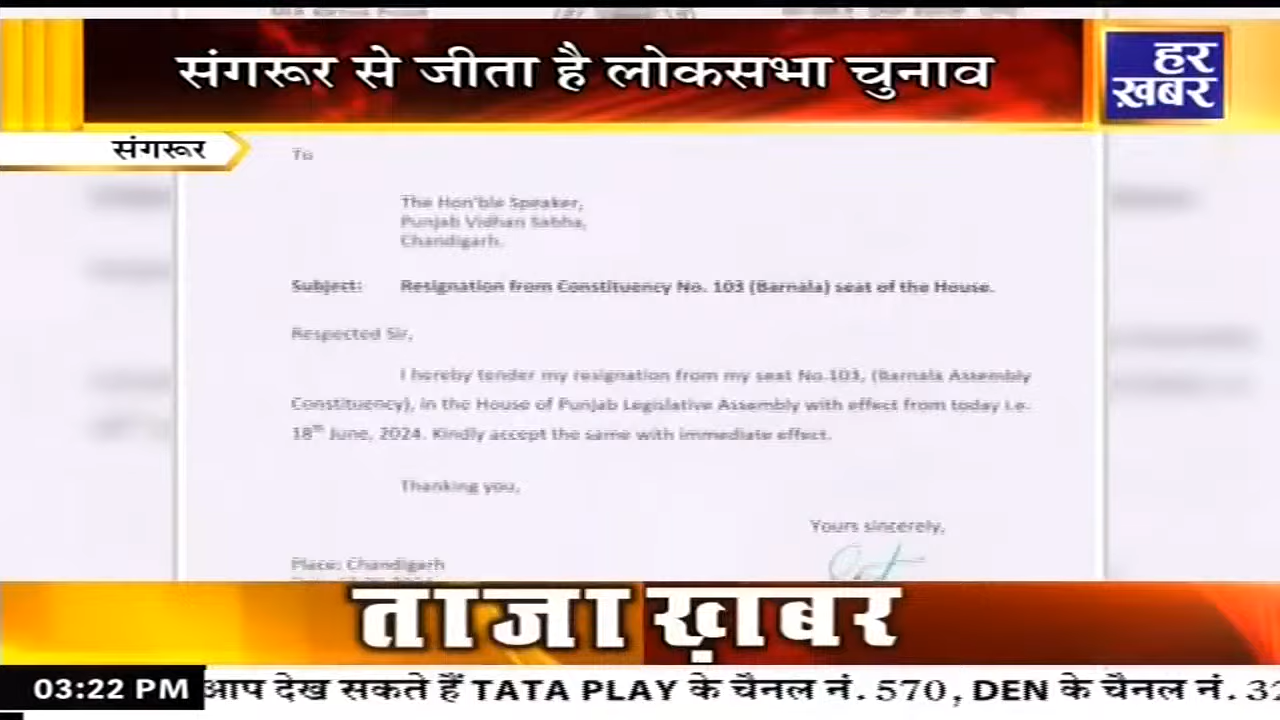 संगरूर से जीता है लोकसभा चुनाव
हर
ख़बर
संगरूर
To
The Hon'ble Speaker,
Punjab Vidhan Sabha,
Chandigarh.
Subject: Resignation from Constituency No. 103 (Barnala) seat of the House.
Respected Sir,
I hereby tender my resignation from my seat No.103, (Barnala Assembly
Constituency), in the House of Punjab Legislative Assembly with effect from today i.e.
18th June, 2024. Kindly accept the same with immediate effect.
Thanking you,
Yours sincerely,
Place: Chandigarh
ताजा ख़बर
03:22 PM आप देख सकते हैं TATA PLAY के चैनल नं. 570, DEN के चैनल नं.